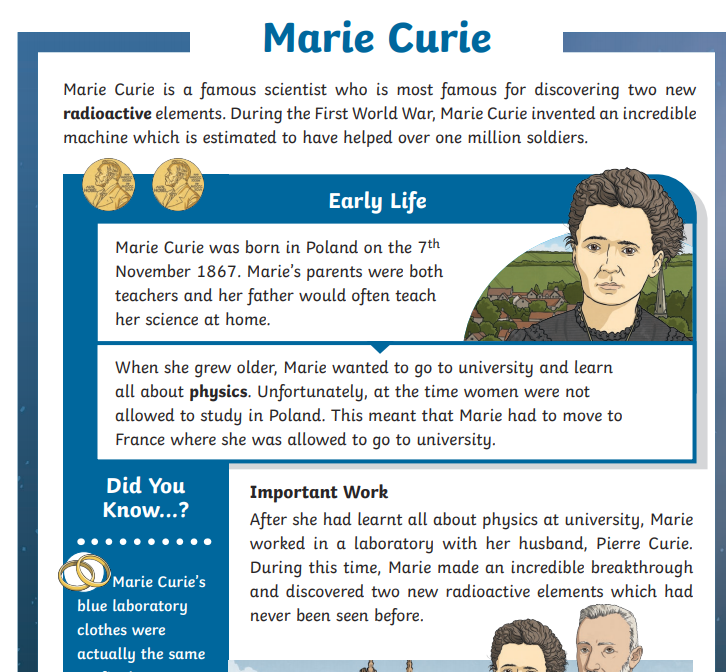 Marie Curie
Marie Curie is a famous scientist who is most famous for discovering two new
radioactive elements. During the First World War, Marie Curie invented an incredible
machine which is estimated to have helped over one million soldiers.
Early Life
Marie Curie was born in Poland on the 7th
November 1867. Marie’s parents were both
teachers and her father would often teach
her science at home.
When she grew older, Marie wanted to go to university and learn
all about physics. Unfortunately, at the time women were not
allowed to study in Poland. This meant that Marie had to move to
France where she was allowed to go to university.
Did You
Know...?
Marie Curie’s
blue laboratory
clothes were
actually the same
Important Work
After she had learnt all about physics at university, Marie
worked in a laboratory with her husband, Pierre Curie.
During this time, Marie made an incredible breakthrough
and discovered two new radioactive elements which had
never been seen before.